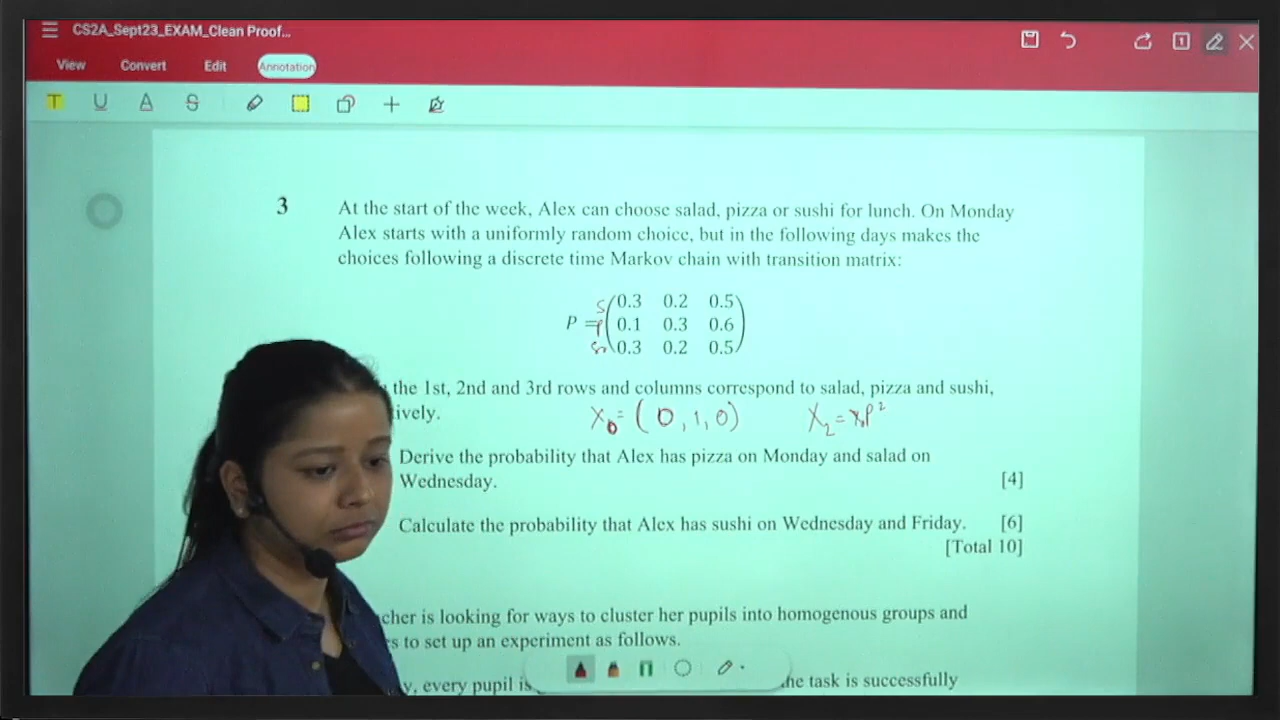 CS2A_Sept23_EXAM_Clean Proof...
View Convert Edit Annotation
T U A S
1
3 At the start of the week, Alex can choose salad, pizza or sushi for lunch. On Monday
Alex starts with a uniformly random choice, but in the following days makes the
choices following a discrete time Markov chain with transition matrix:
S 0.3 0.2 0.5
P = P 0.1 0.3 0.6
0.3 0.2 0.5
the 1st, 2nd and 3rd rows and columns correspond to salad, pizza and sushi,
ively. X₀ = (0, 1, 0) X₂ = X₀P²
Derive the probability that Alex has pizza on Monday and salad on
Wednesday. [4]
Calculate the probability that Alex has sushi on Wednesday and Friday. [6]
[Total 10]
cher is looking for ways to cluster her pupils into homogenous groups and
s to set up an experiment as follows.
y, every pupil is he task is successfully